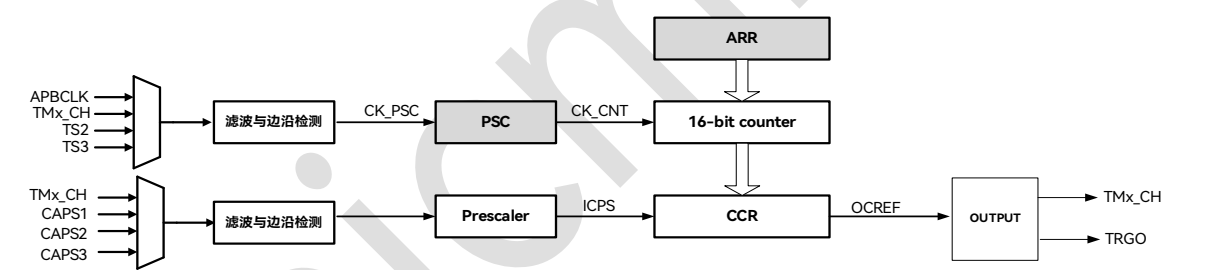 ARR
APBCLK
TMx_CH
TS2
TS3
滤波与边沿检测
CK_PSC
PSC
CK_CNT
16-bit counter
TMx_CH
CAPS1
CAPS2
CAPS3
滤波与边沿检测
Prescaler
ICPS
CCR
OCREF
OUTPUT
TMx_CH
TRGO